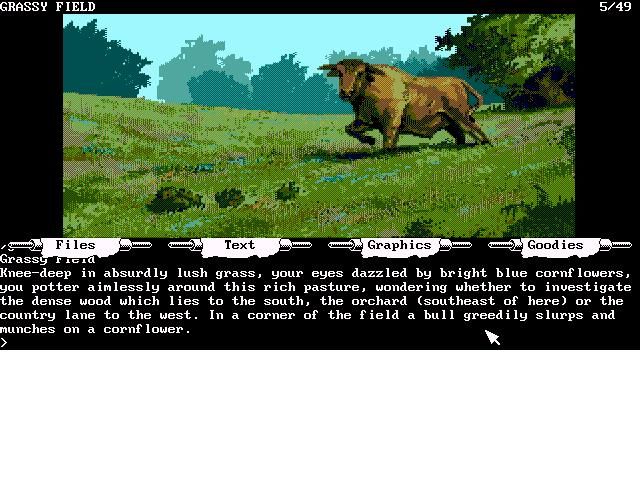 GRASSY FIELD 5/49
Files Text Graphics Goodies
Grassy Field
Knee-deep in absurdly lush grass, your eyes dazzled by bright blue cornflowers,
you potter aimlessly around this rich pasture, wondering whether to investigate
the dense wood which lies to the south, the orchard (southeast of here) or the
country lane to the west. In a corner of the field a bull greedily slurps and
munches on a cornflower.
>